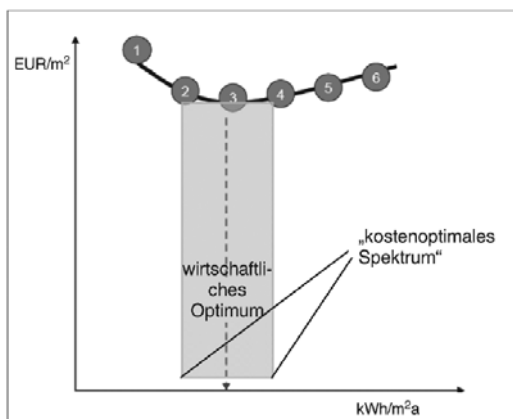 EUR/m²
1
2
3
4
5
6
„kostenoptimales
Spektrum“
wirtschaftli-
ches
Optimum
kWh/m²a